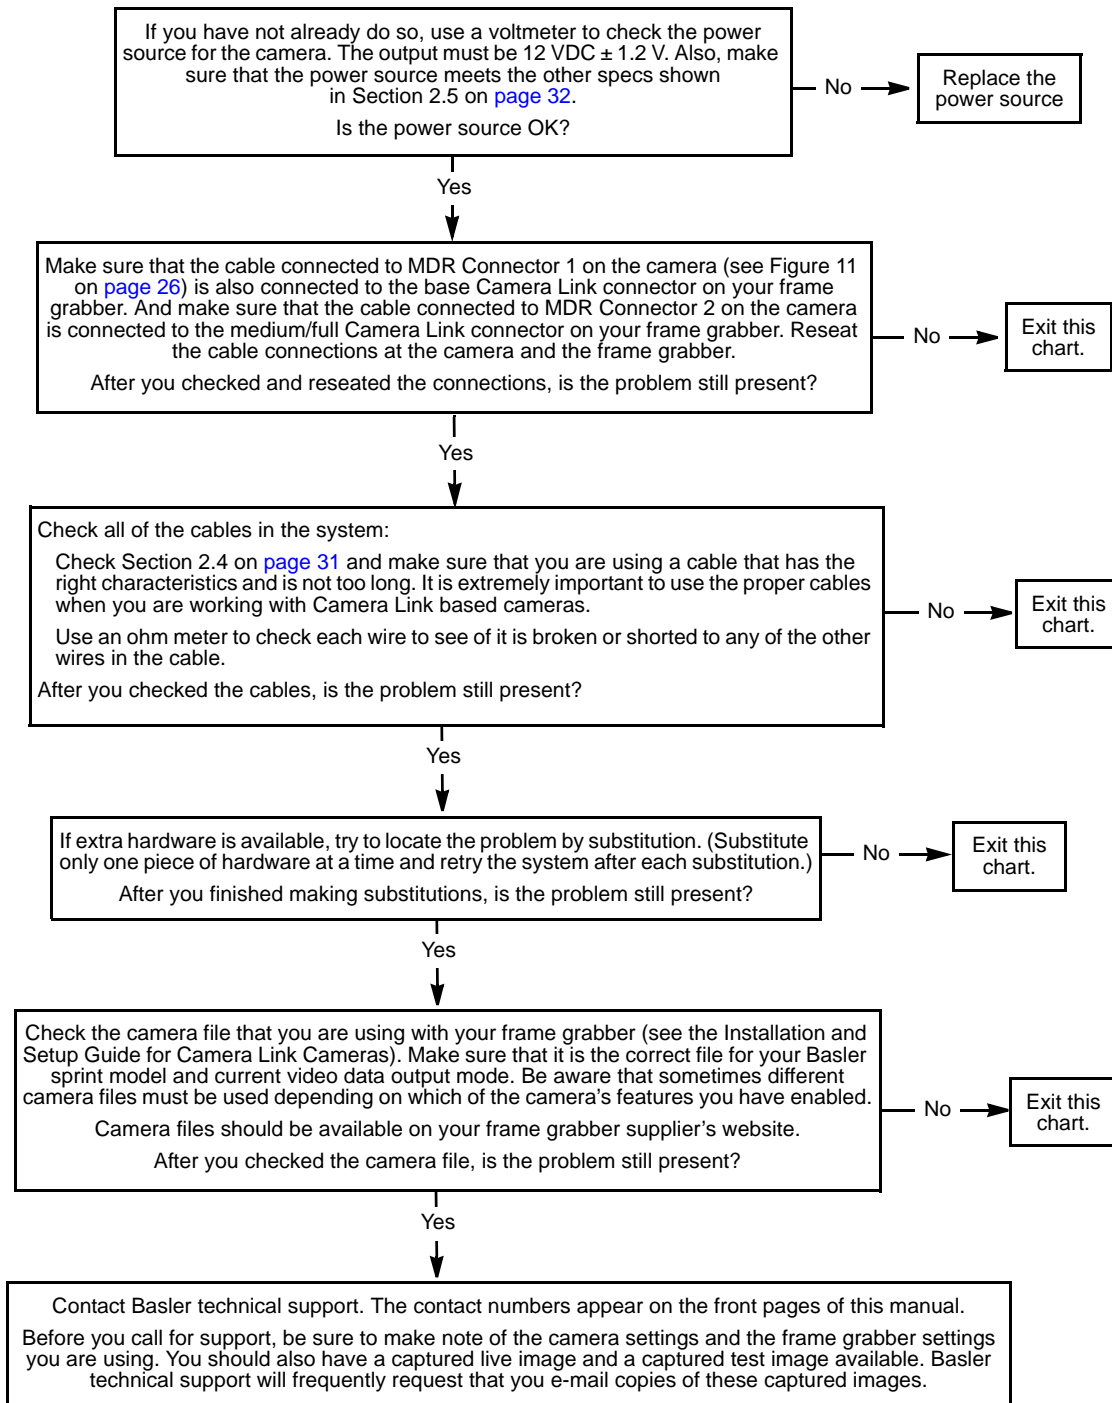 If you have not already do so, use a voltmeter to check the power
source for the camera. The output must be 12 VDC ± 1.2 V. Also, make
sure that the power source meets the other specs shown
in Section 2.5 on page 32.
Is the power source OK?
No
Replace the
power source
Yes
Make sure that the cable connected to MDR Connector 1 on the camera (see Figure 11
on page 26) is also connected to the base Camera Link connector on your frame
grabber. And make sure that the cable connected to MDR Connector 2 on the camera
is connected to the medium/full Camera Link connector on your frame grabber. Reseat
the cable connections at the camera and the frame grabber.
After you checked and reseated the connections, is the problem still present?
No
Exit this
chart.
Yes
Check all of the cables in the system:
Check Section 2.4 on page 31 and make sure that you are using a cable that has the
right characteristics and is not too long. It is extremely important to use the proper cables
when you are working with Camera Link based cameras.
Use an ohm meter to check each wire to see of it is broken or shorted to any of the other
wires in the cable.
After you checked the cables, is the problem still present?
No
Exit this
chart.
Yes
If extra hardware is available, try to locate the problem by substitution. (Substitute
only one piece of hardware at a time and retry the system after each substitution.)
After you finished making substitutions, is the problem still present?
No
Exit this
chart.
Yes
Check the camera file that you are using with your frame grabber (see the Installation and
Setup Guide for Camera Link Cameras). Make sure that it is the correct file for your Basler
sprint model and current video data output mode. Be aware that sometimes different
camera files must be used depending on which of the camera's features you have enabled.
Camera files should be available on your frame grabber supplier's website.
After you checked the camera file, is the problem still present?
No
Exit this
chart.
Yes
Contact Basler technical support. The contact numbers appear on the front pages of this manual.
Before you call for support, be sure to make note of the camera settings and the frame grabber settings
you are using. You should also have a captured live image and a captured test image available. Basler
technical support will frequently request that you e-mail copies of these captured images.